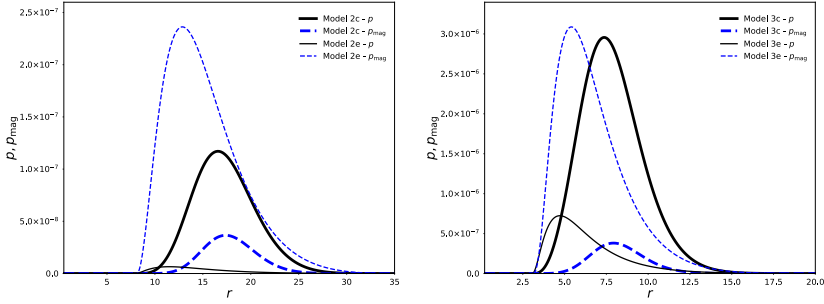 Model 2c - p
Model 2c - p_mag
Model 2e - p
Model 2e - p_mag
2.5×10⁻⁷
2.0×10⁻⁷
1.5×10⁻⁷
1.0×10⁻⁷
5.0×10⁻⁸
0.0
p, p_mag
5 10 15 20 25 30 35
r
Model 3c - p
Model 3c - p_mag
Model 3e - p
Model 3e - p_mag
3.0×10⁻⁶
2.5×10⁻⁶
2.0×10⁻⁶
1.5×10⁻⁶
1.0×10⁻⁶
5.0×10⁻⁷
0.0
p, p_mag
2.5 5.0 7.5 10.0 12.5 15.0 17.5 20.0
r